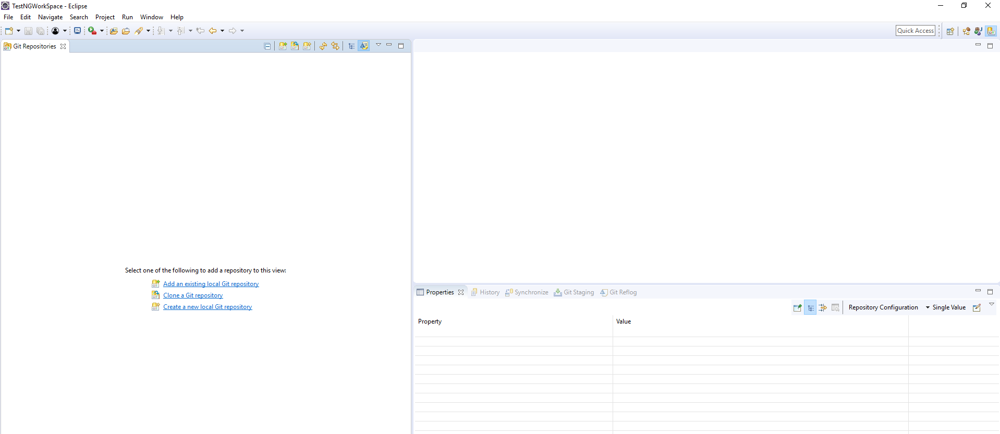 TestNGWorkSpace - Eclipse
File Edit Navigate Search Project Run Window Help
Quick Access
Git Repositories
Select one of the following to add a repository to this view:
Add an existing local Git repository
Clone a Git repository
Create a new local Git repository
Properties History Synchronize Git Staging Git Reflog
Repository Configuration Single Value
Property Value